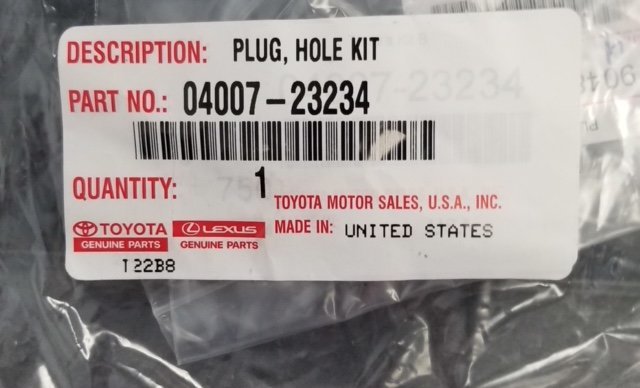 DESCRIPTION: PLUG, HOLE KIT
PART NO.: 04007-23234
QUANTITY: 1
TOYOTA MOTOR SALES, U.S.A., INC.
TOYOTA LEXUS
GENUINE PARTS GENUINE PARTS
MADE IN: UNITED STATES
T22B8